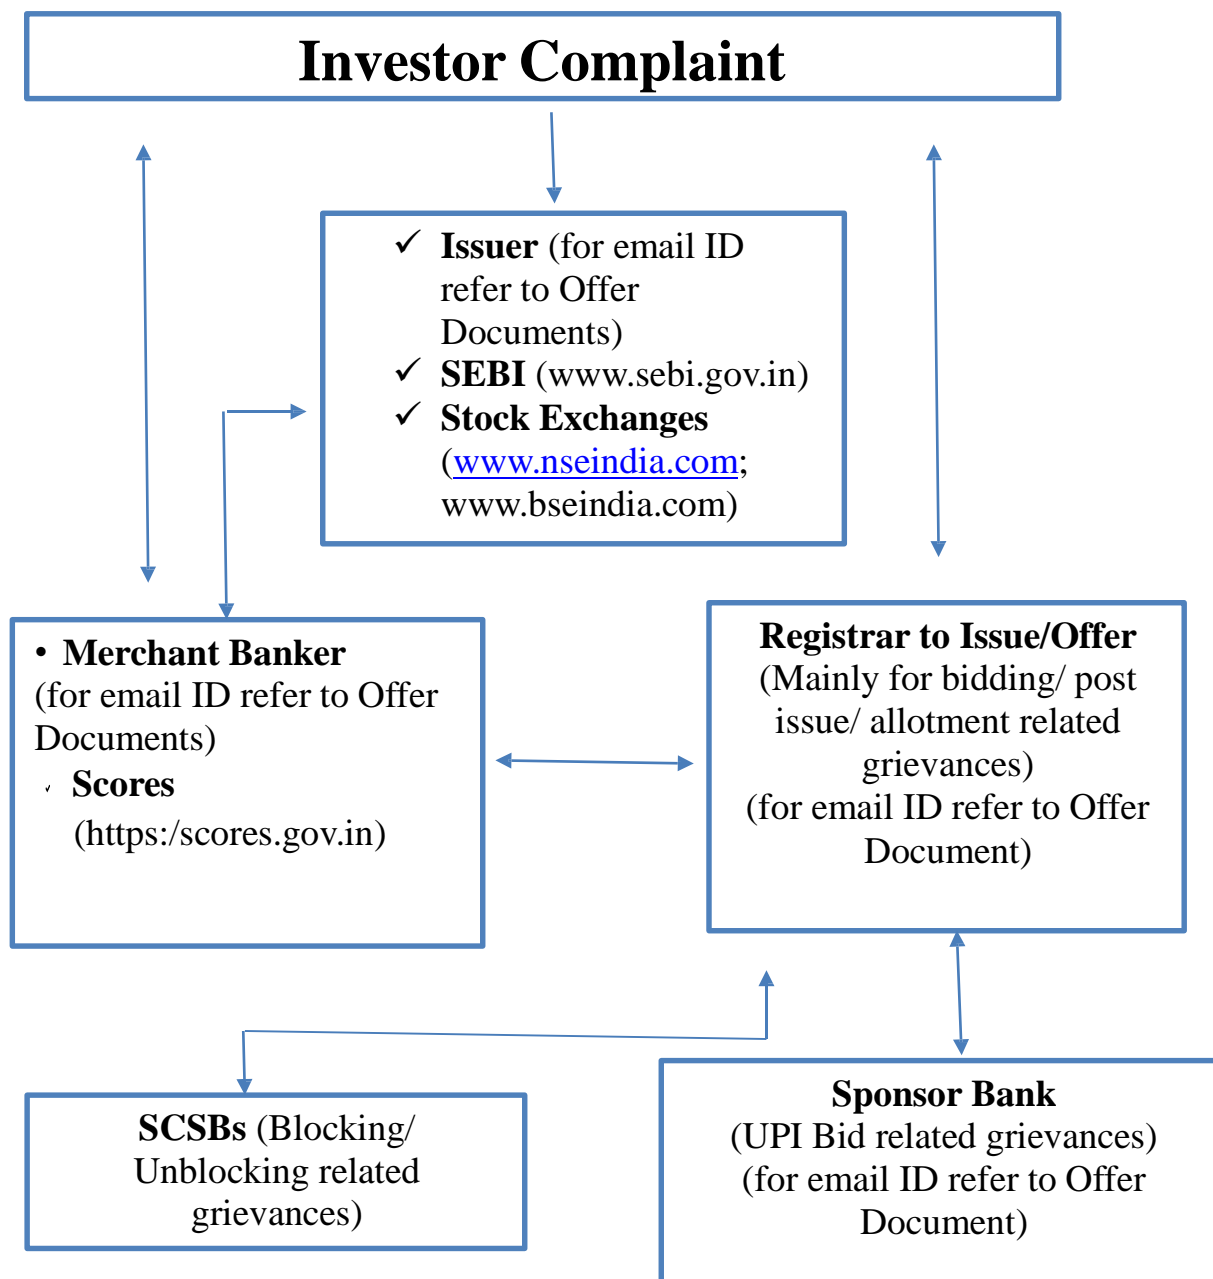 Investor Complaint
✓ Issuer (for email ID
refer to Offer
Documents)
✓ SEBI (www.sebi.gov.in)
✓ Stock Exchanges
(www.nseindia.com;
www.bseindia.com)
• Merchant Banker
(for email ID refer to Offer
Documents)
✓ Scores
(https:/scores.gov.in)
Registrar to Issue/Offer
(Mainly for bidding/ post
issue/ allotment related
grievances)
(for email ID refer to Offer
Document)
SCSBs (Blocking/
Unblocking related
grievances)
Sponsor Bank
(UPI Bid related grievances)
(for email ID refer to Offer
Document)